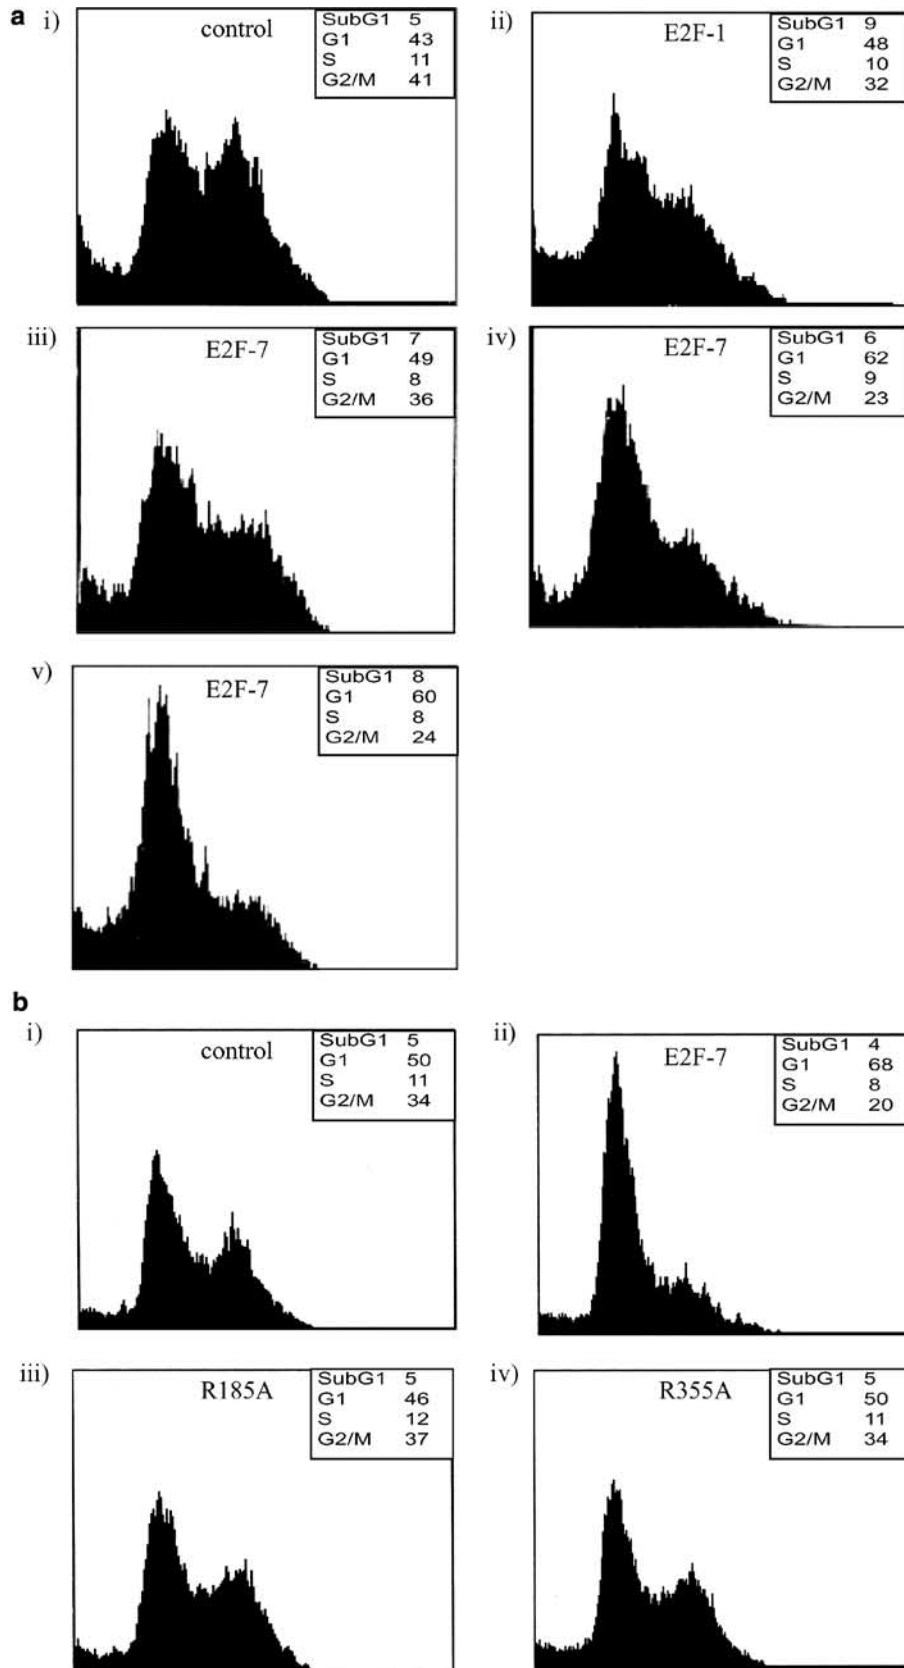 a
i)
control
SubG1 5
G1 43
S 11
G2/M 41
ii)
E2F-1
SubG1 9
G1 48
S 10
G2/M 32
iii)
E2F-7
SubG1 7
G1 49
S 8
G2/M 36
iv)
E2F-7
SubG1 6
G1 62
S 9
G2/M 23
v)
E2F-7
SubG1 8
G1 60
S 8
G2/M 24
b
i)
control
SubG1 5
G1 50
S 11
G2/M 34
ii)
E2F-7
SubG1 4
G1 68
S 8
G2/M 20
iii)
R185A
SubG1 5
G1 46
S 12
G2/M 37
iv)
R355A
SubG1 5
G1 50
S 11
G2/M 34